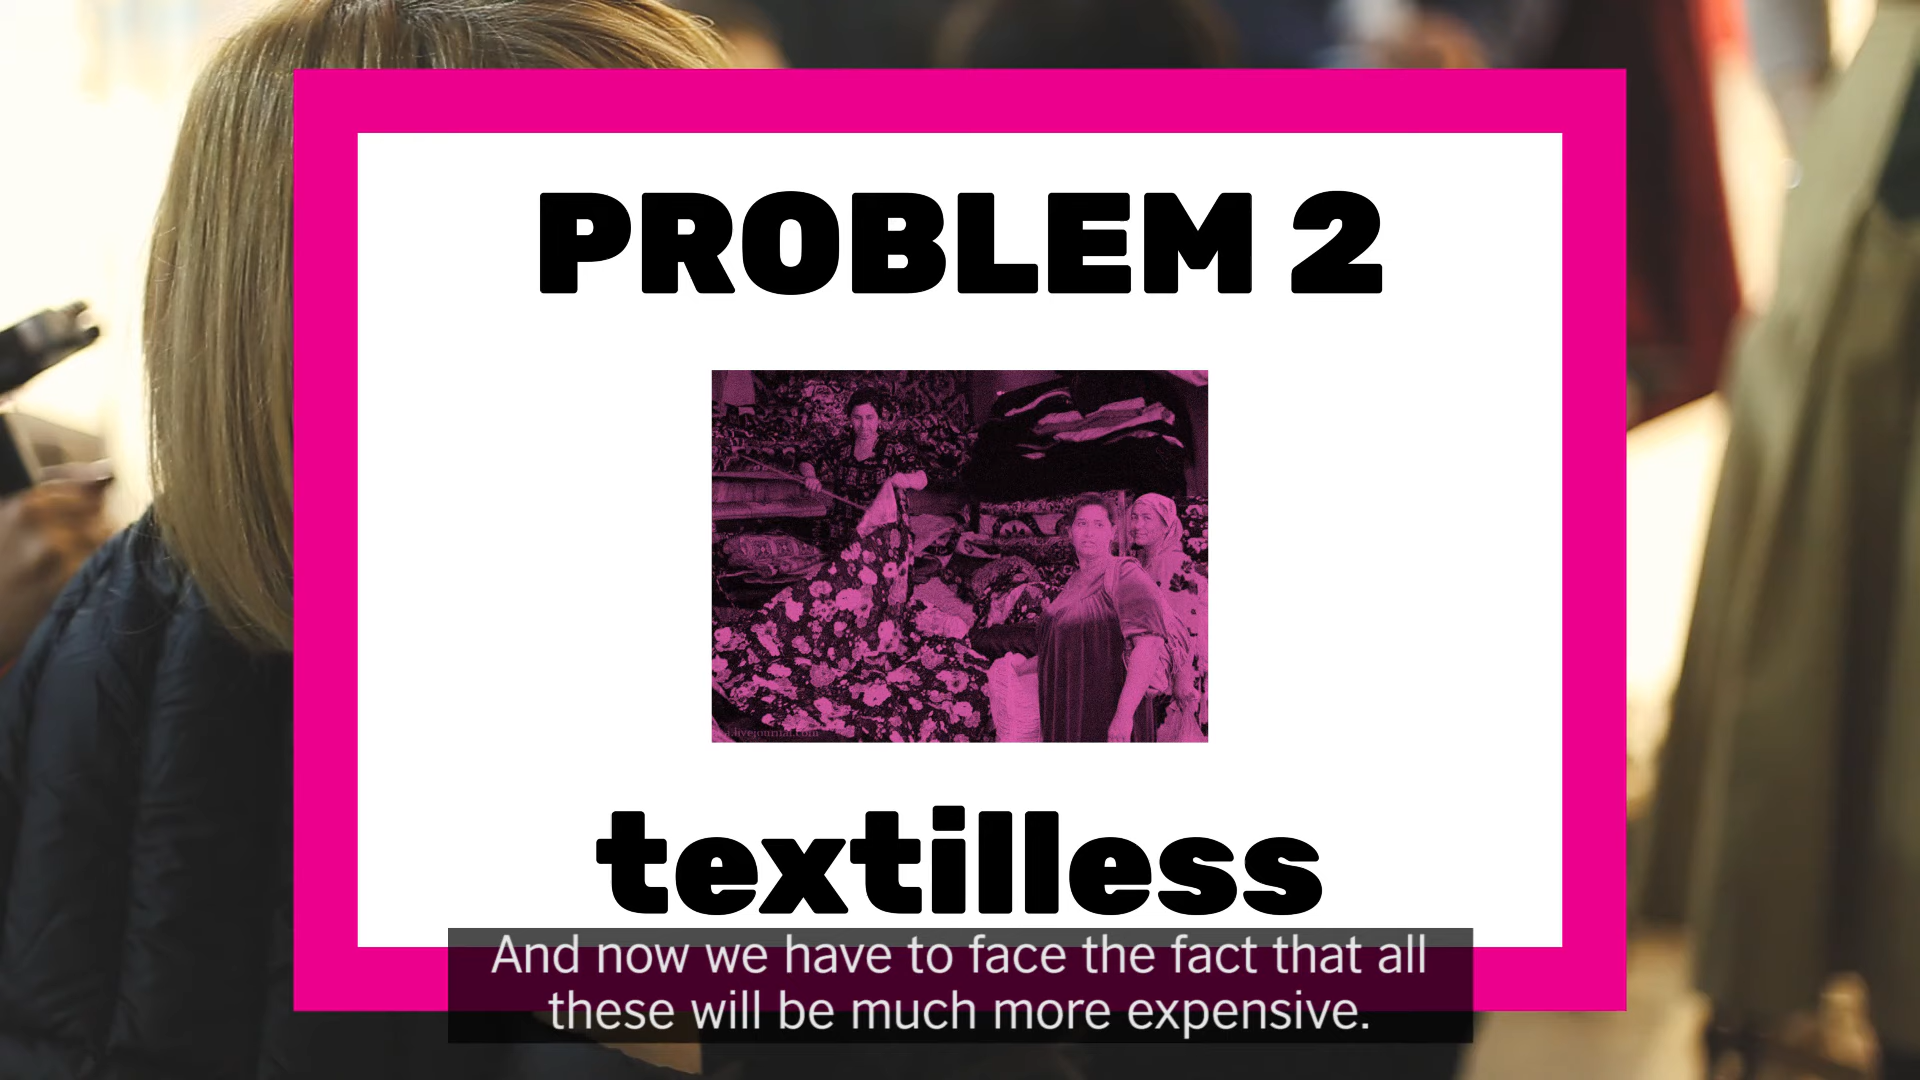 PROBLEM 2
textilless
And now we have to face the fact that all
these will be much more expensive.